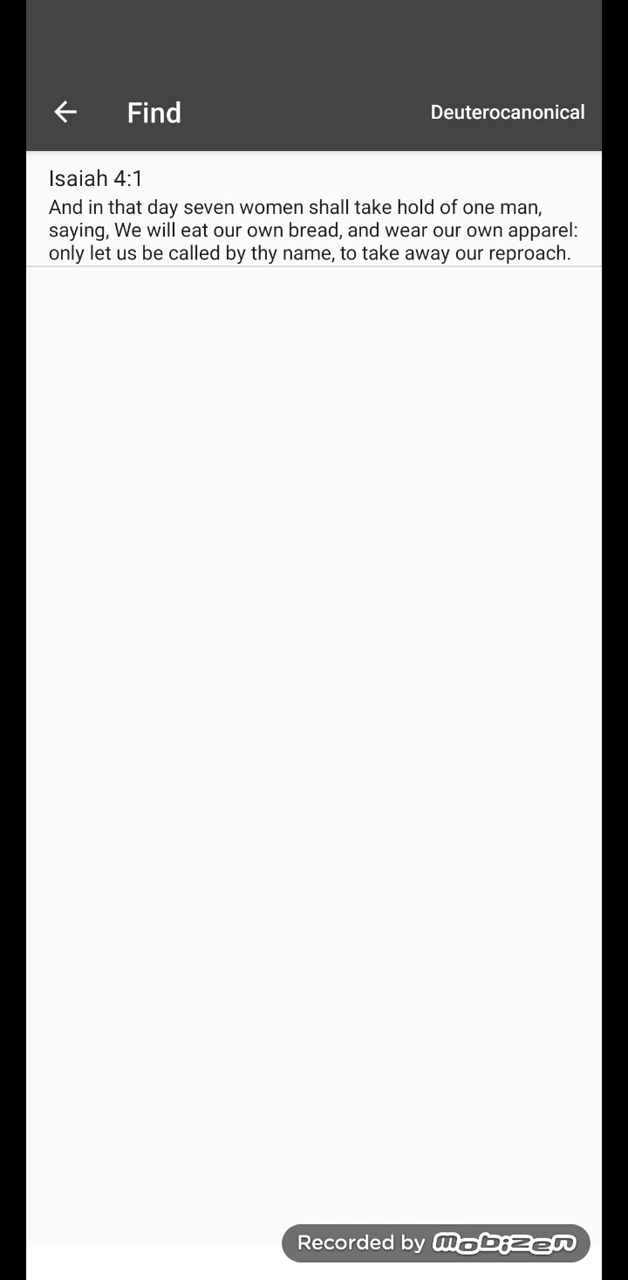 Find
Deuterocanonical
Isaiah 4:1
And in that day seven women shall take hold of one man,
saying, We will eat our own bread, and wear our own apparel:
only let us be called by thy name, to take away our reproach.
Recorded by mobizen